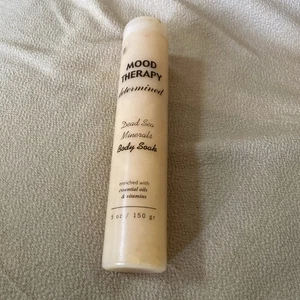 MOOD
THERAPY
determined
Dead Sea
Minerals
Body Soak
enriched with
essential oils
& vitamins
5 oz / 150 gr